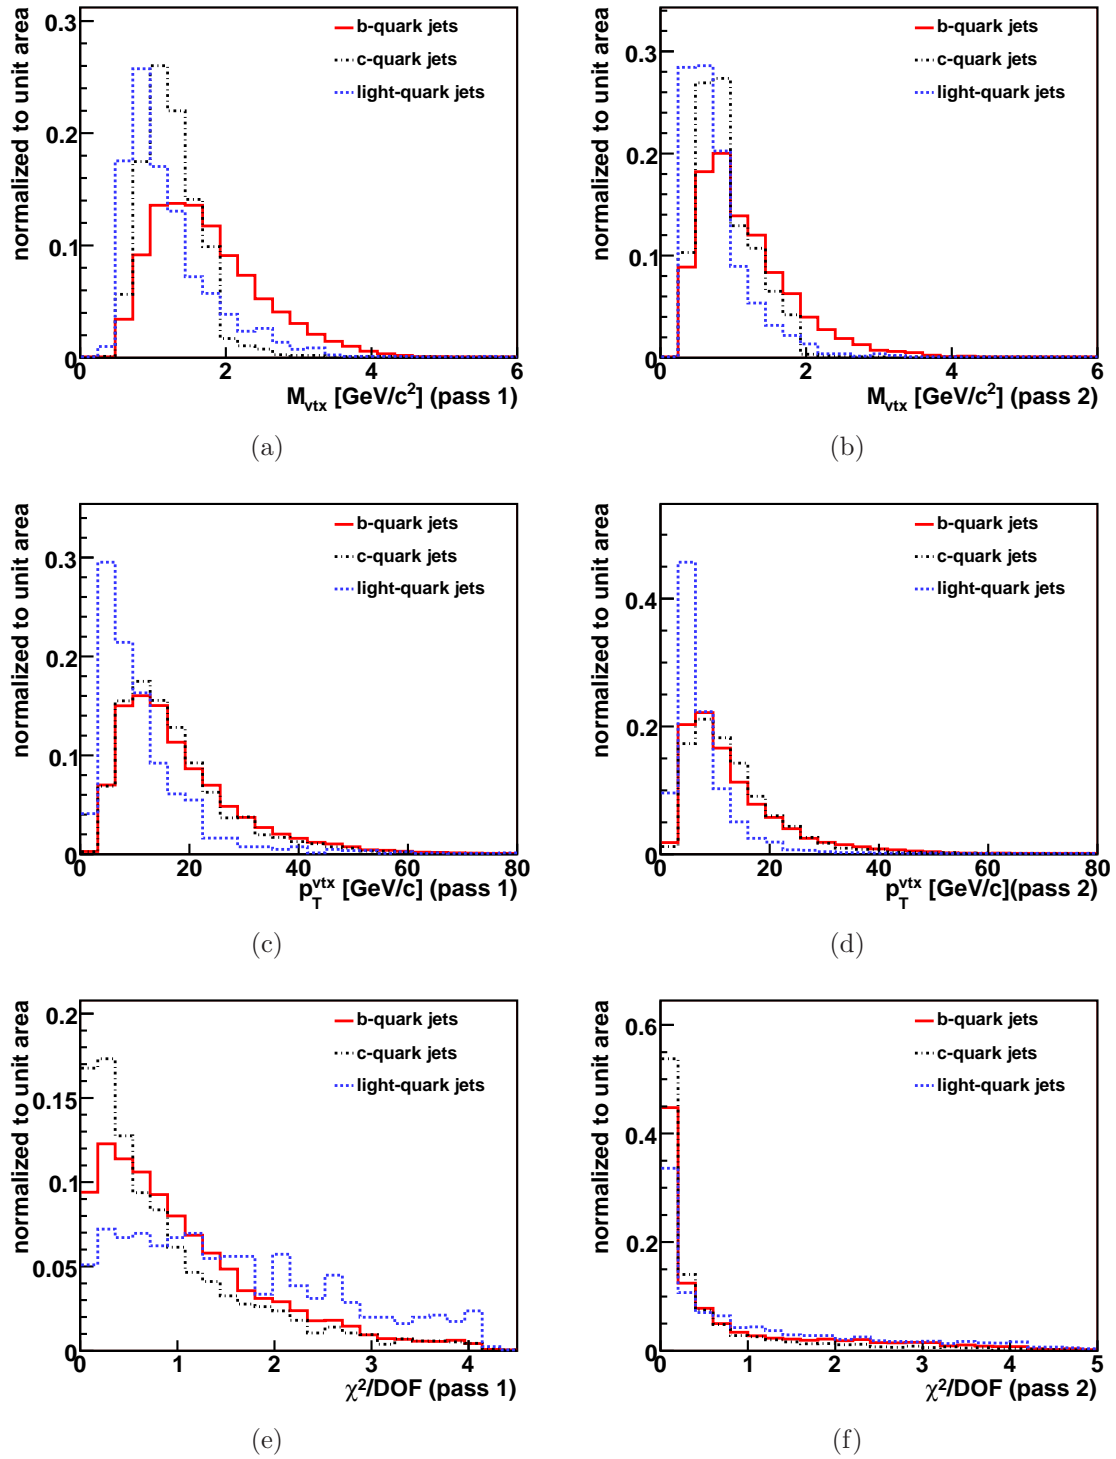 normalized to unit area
0.3
0.2
0.1
0
b-quark jets
c-quark jets
light-quark jets
0 2 4 6
M_vtx [GeV/c²] (pass 1)
(a)
normalized to unit area
0.3
0.2
0.1
0
b-quark jets
c-quark jets
light-quark jets
0 2 4 6
M_vtx [GeV/c²] (pass 2)
(b)
normalized to unit area
0.3
0.2
0.1
0
b-quark jets
c-quark jets
light-quark jets
0 20 40 60 80
p_T^vtx [GeV/c] (pass 1)
(c)
normalized to unit area
0.4
0.2
0
b-quark jets
c-quark jets
light-quark jets
0 20 40 60 80
p_T^vtx [GeV/c](pass 2)
(d)
normalized to unit area
0.2
0.15
0.1
0.05
0
b-quark jets
c-quark jets
light-quark jets
0 1 2 3 4
χ²/DOF (pass 1)
(e)
normalized to unit area
0.6
0.4
0.2
0
b-quark jets
c-quark jets
light-quark jets
0 1 2 3 4 5
χ²/DOF (pass 2)
(f)